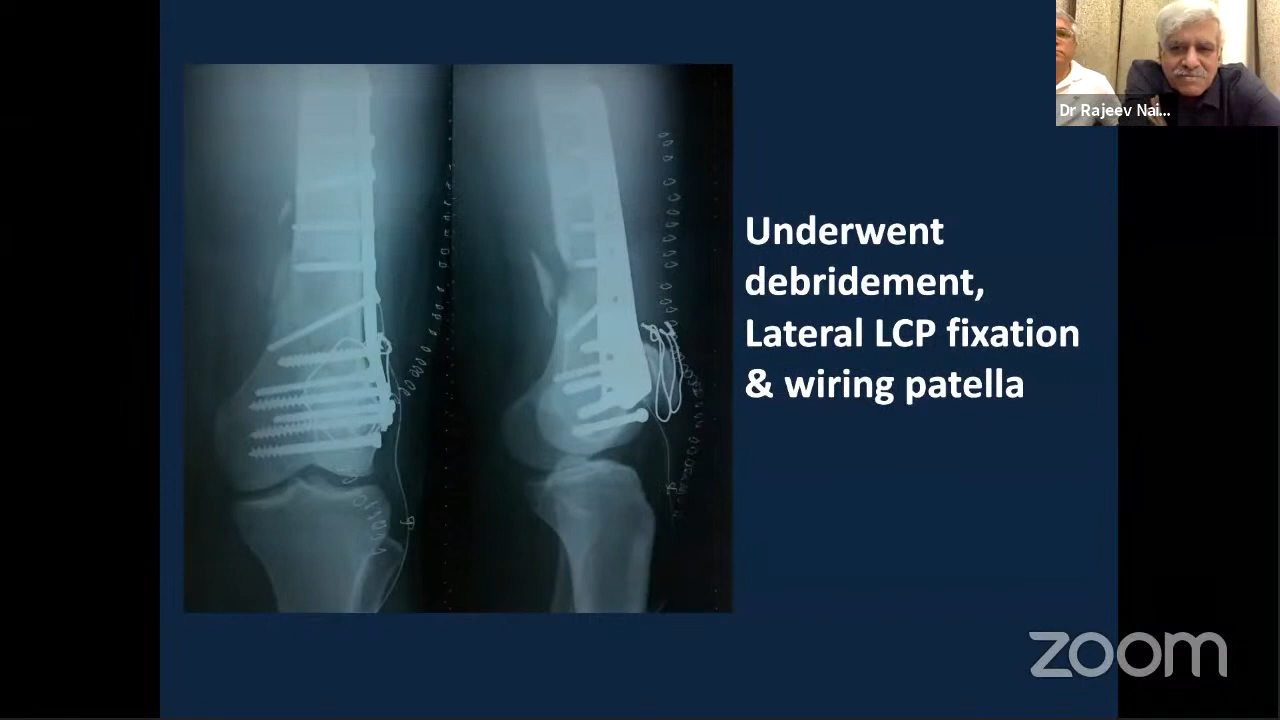 Dr Rajeev Nai...
Underwent
debridement,
Lateral LCP fixation
& wiring patella
zoom